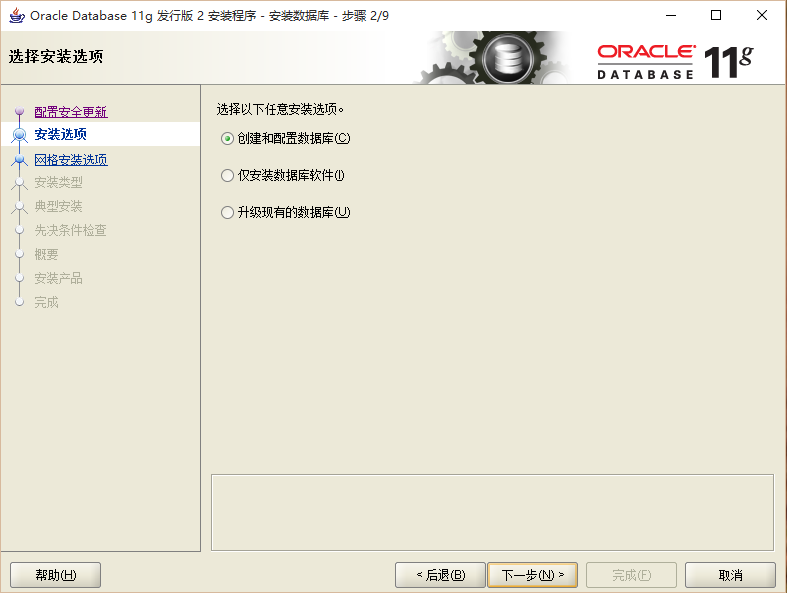 Oracle Database 11g 发行版 2 安装程序 - 安装数据库 - 步骤 2/9
选择安装选项
ORACLE
DATABASE 11g
配置安全更新
安装选项
网格安装选项
安装类型
典型安装
先决条件检查
概要
安装产品
完成
选择以下任意安装选项。
创建和配置数据库(C)
仅安装数据库软件(I)
升级现有的数据库(U)
帮助(H)
< 后退(B)
下一步(N) >
完成(F)
取消